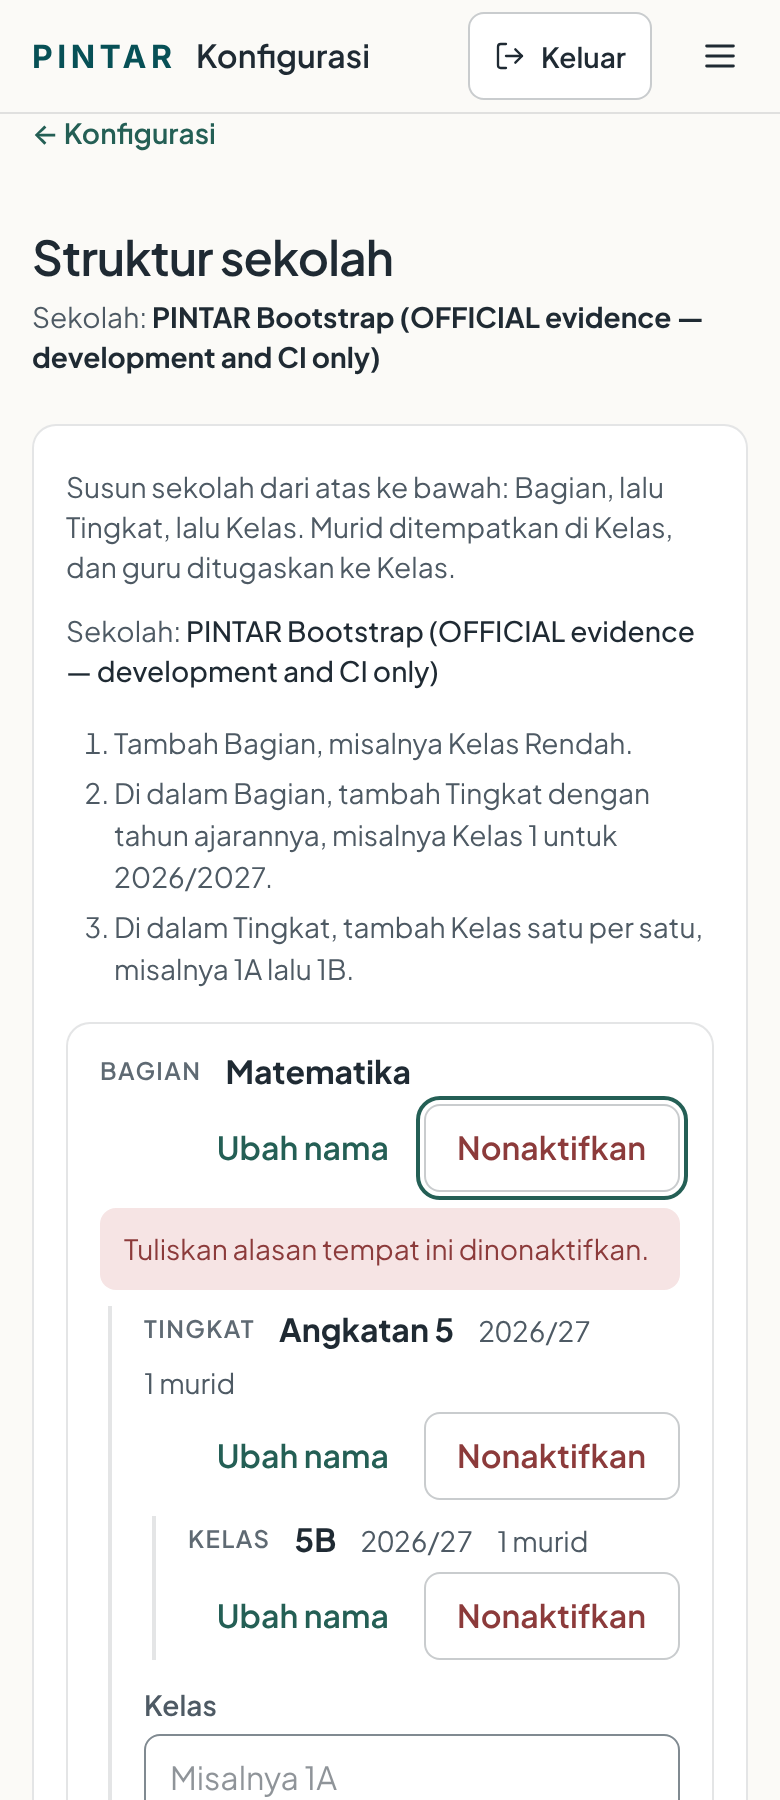 PINTAR Konfigurasi Keluar
← Konfigurasi
Struktur sekolah
Sekolah: PINTAR Bootstrap (OFFICIAL evidence —
development and CI only)
Susun sekolah dari atas ke bawah: Bagian, lalu
Tingkat, lalu Kelas. Murid ditempatkan di Kelas,
dan guru ditugaskan ke Kelas.
Sekolah: PINTAR Bootstrap (OFFICIAL evidence
— development and CI only)
1. Tambah Bagian, misalnya Kelas Rendah.
2. Di dalam Bagian, tambah Tingkat dengan
tahun ajarannya, misalnya Kelas 1 untuk
2026/2027.
3. Di dalam Tingkat, tambah Kelas satu per satu,
misalnya 1A lalu 1B.
BAGIAN Matematika
Ubah nama Nonaktifkan
Tuliskan alasan tempat ini dinonaktifkan.
TINGKAT Angkatan 5 2026/27
1 murid
Ubah nama Nonaktifkan
KELAS 5B 2026/27 1 murid
Ubah nama Nonaktifkan
Kelas
Misalnya 1A